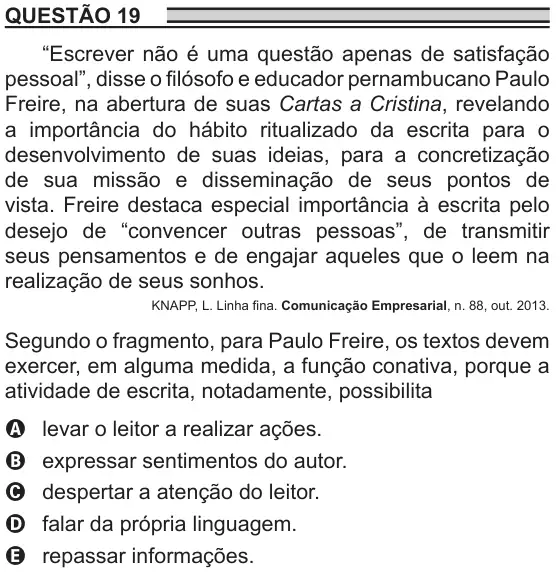 QUESTÃO 19
“Escrever não é uma questão apenas de satisfação
pessoal”, disse o filósofo e educador pernambucano Paulo
Freire, na abertura de suas Cartas a Cristina, revelando
a importância do hábito ritualizado da escrita para o
desenvolvimento de suas ideias, para a concretização
de sua missão e disseminação de seus pontos de
vista. Freire destaca especial importância à escrita pelo
desejo de “convencer outras pessoas”, de transmitir
seus pensamentos e de engajar aqueles que o leem na
realização de seus sonhos.
KNAPP, L. Linha fina. Comunicação Empresarial, n. 88, out. 2013.
Segundo o fragmento, para Paulo Freire, os textos devem
exercer, em alguma medida, a função conativa, porque a
atividade de escrita, notadamente, possibilita
A levar o leitor a realizar ações.
B expressar sentimentos do autor.
C despertar a atenção do leitor.
D falar da própria linguagem.
E repassar informações.